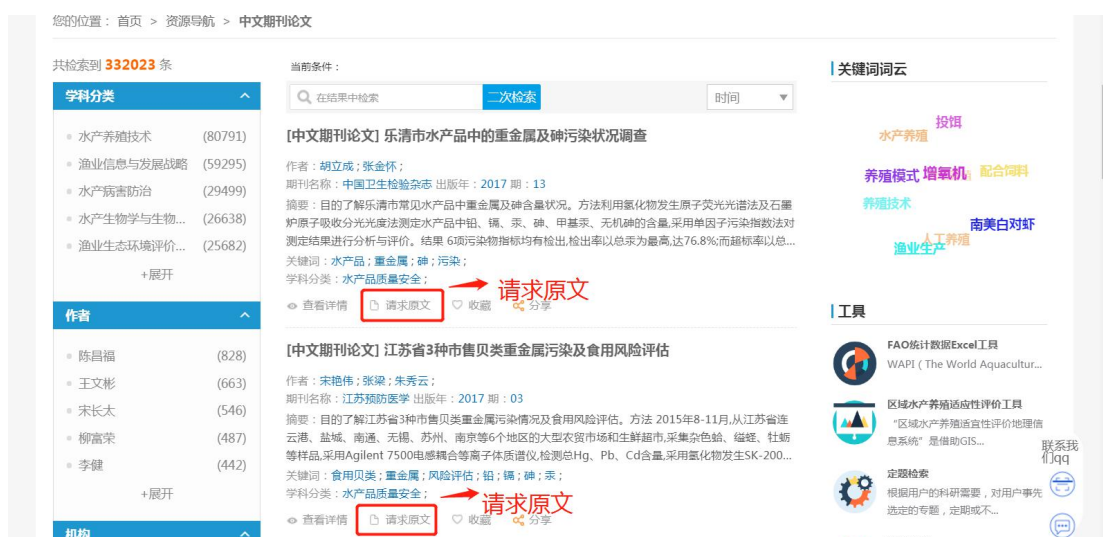 您的位置： 首页 > 资源导航 > 中文期刊论文
共检索到 332023 条
学科分类
水产养殖技术 (80791)
渔业信息与发展战略 (59295)
水产病害防治 (29499)
水产生物学与生物... (26638)
渔业生态环境评价... (25682)
+展开
作者
陈昌福 (828)
王文彬 (663)
宋长太 (546)
柳富荣 (487)
李健 (442)
+展开
机构
当前条件：
在结果中检索 二次检索 时间
[中文期刊论文] 乐清市水产品中的重金属及砷污染状况调查
作者：胡立成；张金怀；
期刊名称：中国卫生检验杂志 出版年：2017 期：13
摘要：目的了解乐清市常见水产品中重金属及砷含量状况。方法利用氢化物发生原子荧光光谱法及石墨
炉原子吸收分光光度法测定水产品中铅、镉、汞、砷、甲基汞、无机砷的含量,采用单因子污染指数法对
测定结果进行分析与评价。结果 6项污染物指标均有检出,检出率以总汞为最高,达76.8%;而超标率以总...
关键词：水产品；重金属；砷；污染；
学科分类：水产品质量安全；
查看详情 请求原文 收藏 分享
请求原文
[中文期刊论文] 江苏省3种市售贝类重金属污染及食用风险评估
作者：宋艳伟；张梁；朱秀云；
期刊名称：江苏预防医学 出版年：2017 期：03
摘要：目的了解江苏省3种市售贝类重金属污染情况及食用风险评估。方法 2015年8-11月,从江苏省连
云港、盐城、南通、无锡、苏州、南京等6个地区的大型农贸市场和生鲜超市,采集杂色蛤、缢蛏、牡蛎
等样品,采用Agilent 7500电感耦合等离子体质谱仪,检测总Hg、Pb、Cd含量,采用氢化物发生SK-200...
关键词：食用贝类；重金属；风险评估；铅；镉；砷；汞；
学科分类：水产品质量安全；
查看详情 请求原文 收藏 分享
请求原文
关键词词云
投饵
水产养殖
养殖模式 增氧机 配合饲料
养殖技术
南美白对虾
人工养殖
渔业生产
工具
FAO统计数据Excel工具
WAPI ( The World Aquacultur...
区域水产养殖适应性评价工具
“区域水产养殖适宜性评价地理信
息系统”是借助GIS...
定题检索
根据用户的科研需要，对用户事先
选定的专题，定期或不...
联系我
们qq